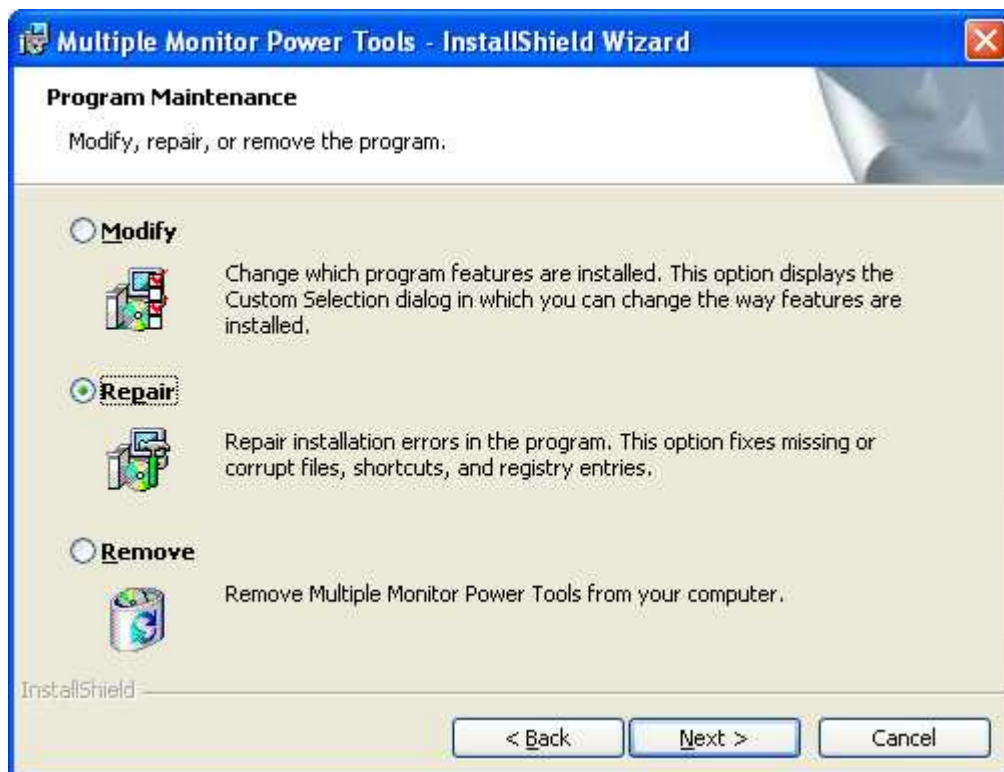 Multiple Monitor Power Tools - InstallShield Wizard
Program Maintenance
Modify, repair, or remove the program.
Modify
Change which program features are installed. This option displays the
Custom Selection dialog in which you can change the way features are
installed.
Repair
Repair installation errors in the program. This option fixes missing or
corrupt files, shortcuts, and registry entries.
Remove
Remove Multiple Monitor Power Tools from your computer.
InstallShield
< Back
Next >
Cancel